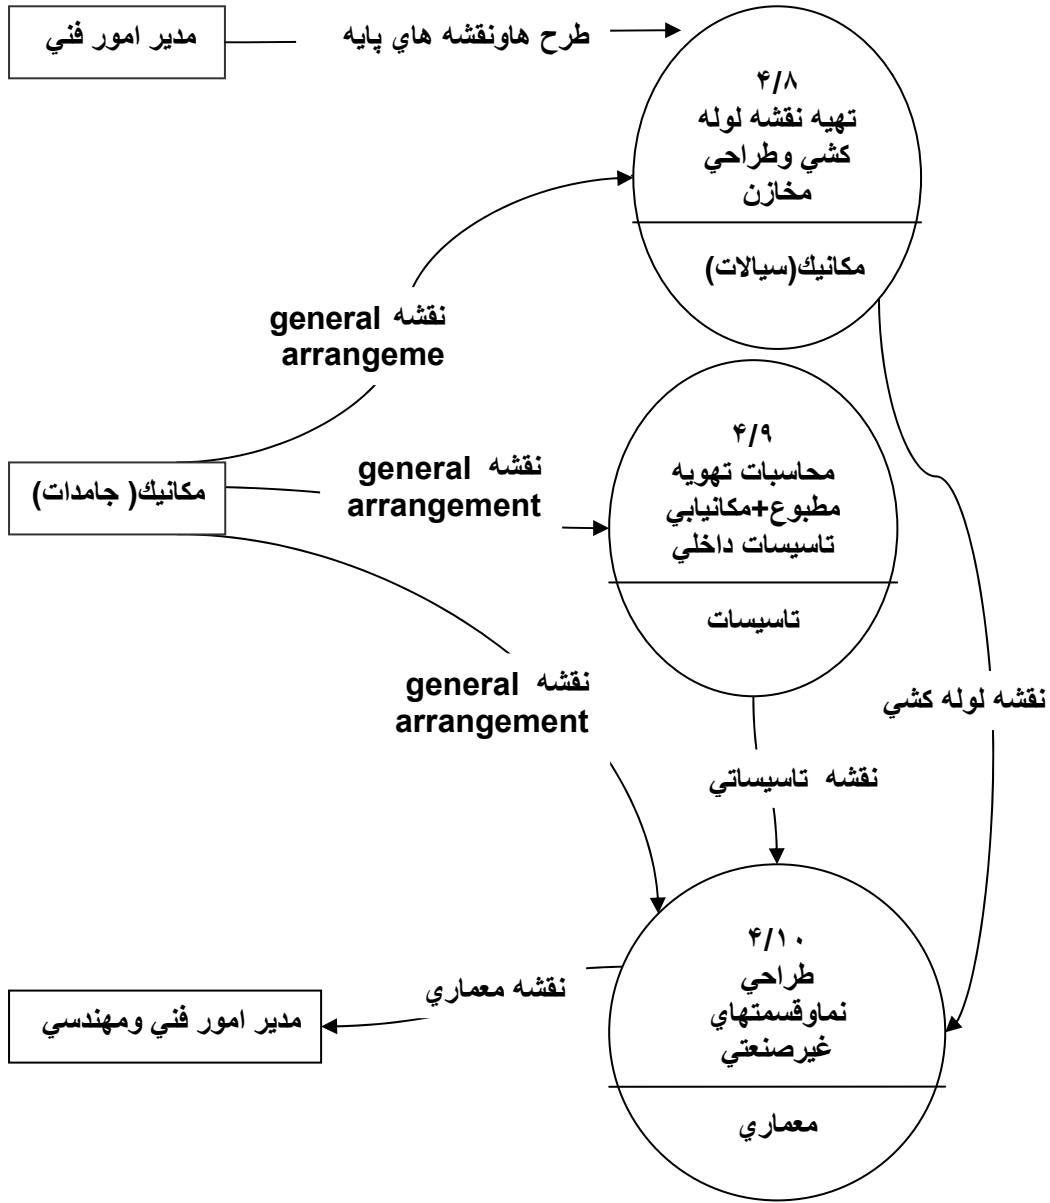 مدير امور فني
طرح هاونقشه هاي پايه
۴/۸
تهيه نقشه لوله
كشي وطراحي
مخازن
مكانيك(سيالات)
نقشه general
arrangeme
۴/۹
محاسبات تهويه
مطبوع+مكانيابي
تاسيسات داخلي
تاسيسات
مكانيك( جامدات)
نقشه general
arrangement
نقشه general
arrangement
نقشه لوله كشي
نقشه تاسيساتي
۴/۱۰
طراحي
نماوقسمتهاي
غيرصنعتي
معماري
نقشه معماري
مدير امور فني ومهندسي